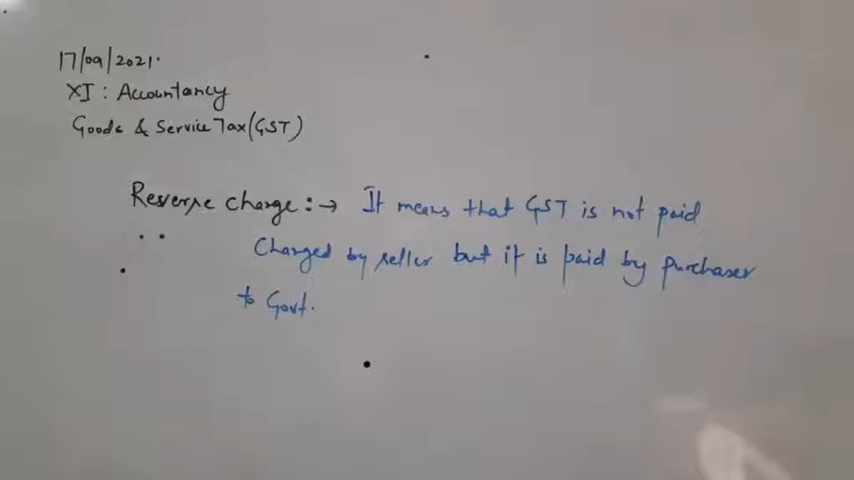 17/09/2021.
XI : Accountancy
Goods & Service Tax (GST)
Reverse charge :→ It means that GST is not paid
Charged by seller but it is paid by purchaser
to Govt.